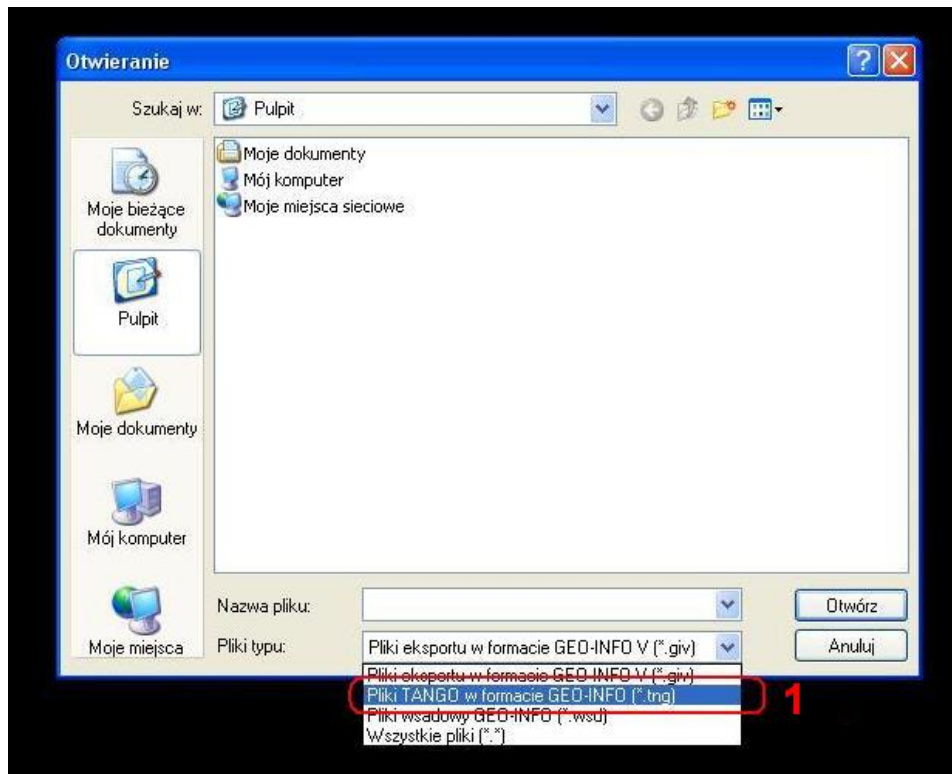 Otwieranie
Szukaj w: Pulpit
Moje dokumenty
Mój komputer
Moje miejsca sieciowe
Moje bieżące
dokumenty
Pulpit
Moje dokumenty
Mój komputer
Moje miejsca
Nazwa pliku: Otwórz
Pliki typu: Pliki eksportu w formacie GEO-INFO V (*.giv) Anuluj
Pliki eksportu w formacie GEO-INFO V (*.giv)
Pliki TANGO w formacie GEO-INFO (*.tng) 1
Pliki wsadowy GEO-INFO (*.wsd)
Wszystkie pliki (*.*)